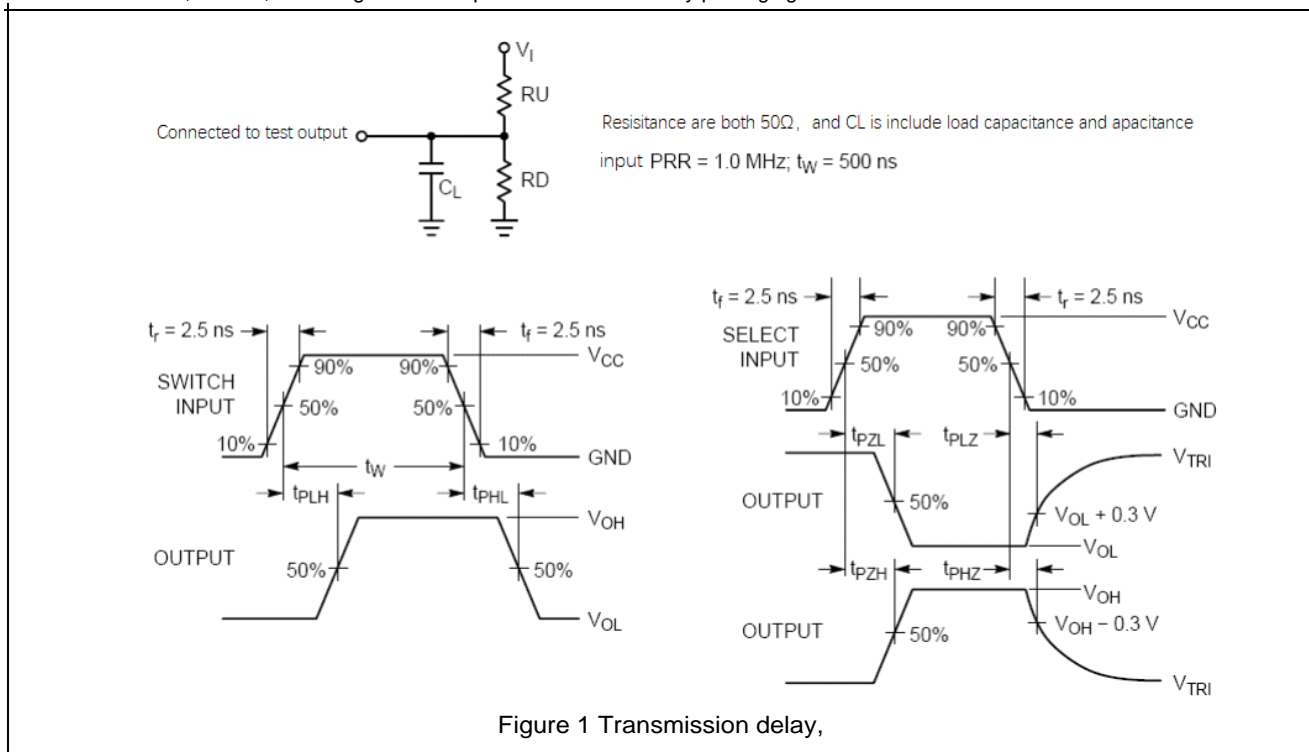 V_I
RU
Connected to test output
Resisitance are both 50Ω, and CL is include load capacitance and apacitance
input PRR = 1.0 MHz; t_W = 500 ns
C_L
RD
t_r = 2.5 ns
t_f = 2.5 ns
V_CC
90%
90%
SWITCH
INPUT
50%
50%
10%
10%
GND
t_W
t_PLH
t_PHL
V_OH
OUTPUT
50%
50%
V_OL
t_f = 2.5 ns
t_r = 2.5 ns
V_CC
SELECT
INPUT
90%
90%
50%
50%
10%
10%
GND
t_PZL
t_PLZ
V_TRI
OUTPUT
50%
V_OL + 0.3 V
V_OL
t_PZH
t_PHZ
V_OH
OUTPUT
50%
V_OH − 0.3 V
V_TRI
Figure 1 Transmission delay,